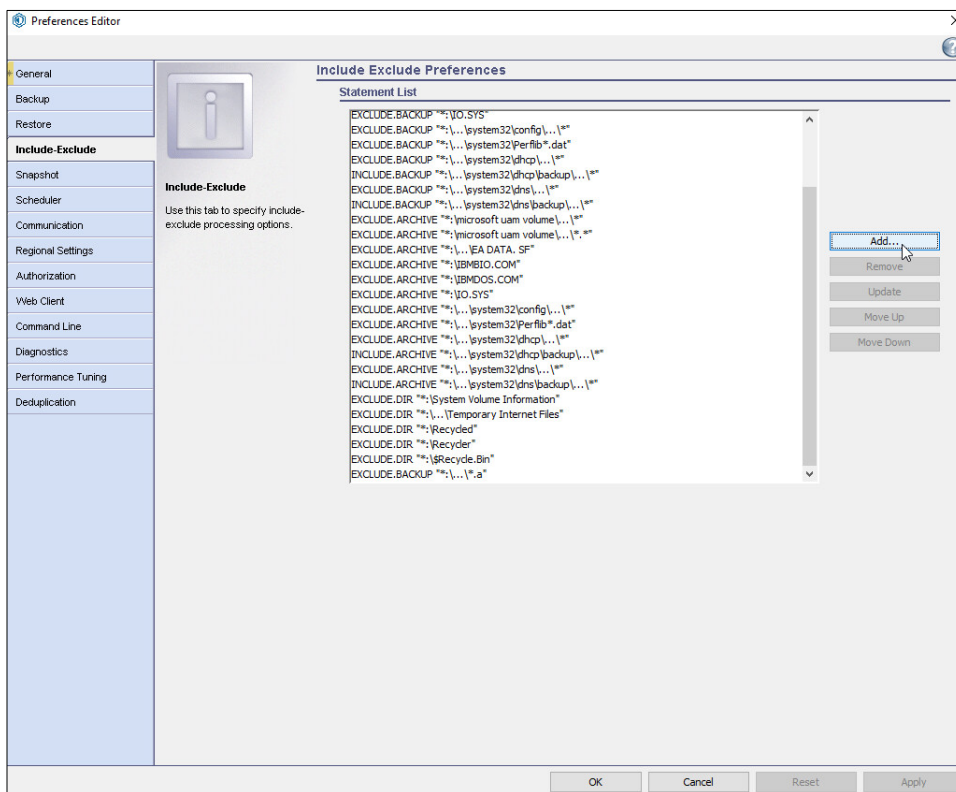 Preferences Editor
General
Backup
Restore
Include-Exclude
Snapshot
Scheduler
Communication
Regional Settings
Authorization
Web Client
Command Line
Diagnostics
Performance Tuning
Deduplication
Include-Exclude
Use this tab to specify include-
exclude processing options.
Include Exclude Preferences
Statement List
EXCLUDE.BACKUP "*:\IO.SYS"
EXCLUDE.BACKUP "*:\...\system32\config\...\*"
EXCLUDE.BACKUP "*:\...\system32\Perflib*.dat"
EXCLUDE.BACKUP "*:\...\system32\dhcp\...\*"
INCLUDE.BACKUP "*:\...\system32\dhcp\backup\...\*"
EXCLUDE.BACKUP "*:\...\system32\dns\...\*"
INCLUDE.BACKUP "*:\...\system32\dns\backup\...\*"
EXCLUDE.ARCHIVE "*:\microsoft uam volume\...\*"
EXCLUDE.ARCHIVE "*:\microsoft uam volume\...\*.*"
EXCLUDE.ARCHIVE "*:\...\EA DATA. SF"
EXCLUDE.ARCHIVE "*:\IBMBIO.COM"
EXCLUDE.ARCHIVE "*:\IBMDOS.COM"
EXCLUDE.ARCHIVE "*:\IO.SYS"
EXCLUDE.ARCHIVE "*:\...\system32\config\...\*"
EXCLUDE.ARCHIVE "*:\...\system32\Perflib*.dat"
EXCLUDE.ARCHIVE "*:\...\system32\dhcp\...\*"
INCLUDE.ARCHIVE "*:\...\system32\dhcp\backup\...\*"
EXCLUDE.ARCHIVE "*:\...\system32\dns\...\*"
INCLUDE.ARCHIVE "*:\...\system32\dns\backup\...\*"
EXCLUDE.DIR "*:\System Volume Information"
EXCLUDE.DIR "*:\...\Temporary Internet Files"
EXCLUDE.DIR "*:\Recycled"
EXCLUDE.DIR "*:\Recycler"
EXCLUDE.DIR "*:\$Recycle.Bin"
EXCLUDE.BACKUP "*:\...\*.a"
Add...
Remove
Update
Move Up
Move Down
OK
Cancel
Reset
Apply